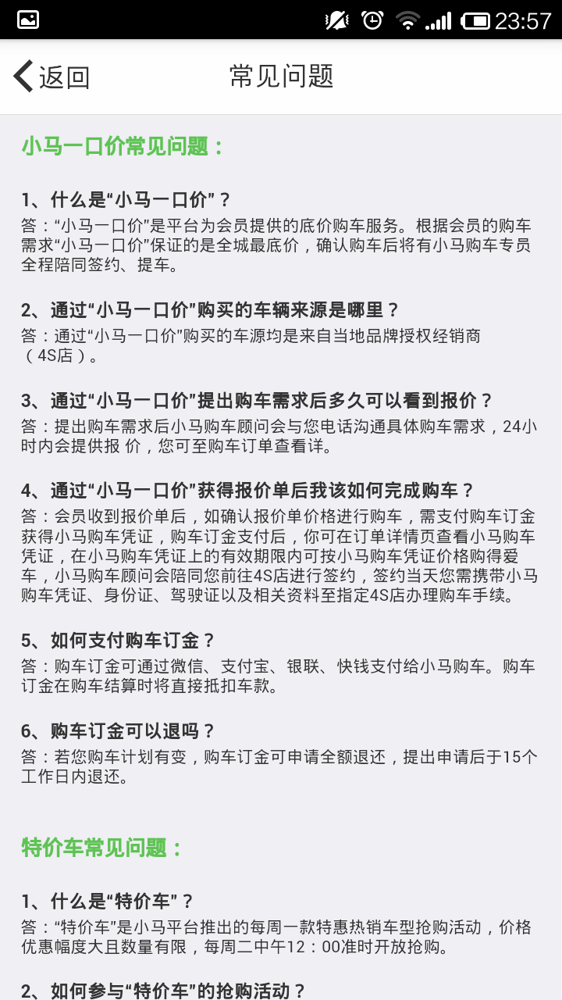 23:57
返回
常见问题
小马一口价常见问题：
1、什么是“小马一口价”？
答：“小马一口价”是平台为会员提供的底价购车服务。根据会员的购车
需求“小马一口价”保证的是全城最底价，确认购车后将有小马购车专员
全程陪同签约、提车。
2、通过“小马一口价”购买的车辆来源是哪里？
答：通过“小马一口价”购买的车源均是来自当地品牌授权经销商
（4S店）。
3、通过“小马一口价”提出购车需求后多久可以看到报价？
答：提出购车需求后小马购车顾问会与您电话沟通具体购车需求，24小
时内会提供报 价，您可至购车订单查看详。
4、通过“小马一口价”获得报价单后我该如何完成购车？
答：会员收到报价单后，如确认报价单价格进行购车，需支付购车订金
获得小马购车凭证，购车订金支付后，你可在订单详情页查看小马购车
凭证，在小马购车凭证上的有效期限内可按小马购车凭证价格购得爱
车，小马购车顾问会陪同您前往4S店进行签约，签约当天您需携带小马
购车凭证、身份证、驾驶证以及相关资料至指定4S店办理购车手续。
5、如何支付购车订金？
答：购车订金可通过微信、支付宝、银联、快钱支付给小马购车。购车
订金在购车结算时将直接抵扣车款。
6、购车订金可以退吗？
答：若您购车计划有变，购车订金可申请全额退还，提出申请后于15个
工作日内退还。
特价车常见问题：
1、什么是“特价车”？
答：“特价车”是小马平台推出的每周一款特惠热销车型抢购活动，价格
优惠幅度大且数量有限，每周二中午12：00准时开放抢购。
2、如何参与“特价车”的抢购活动？